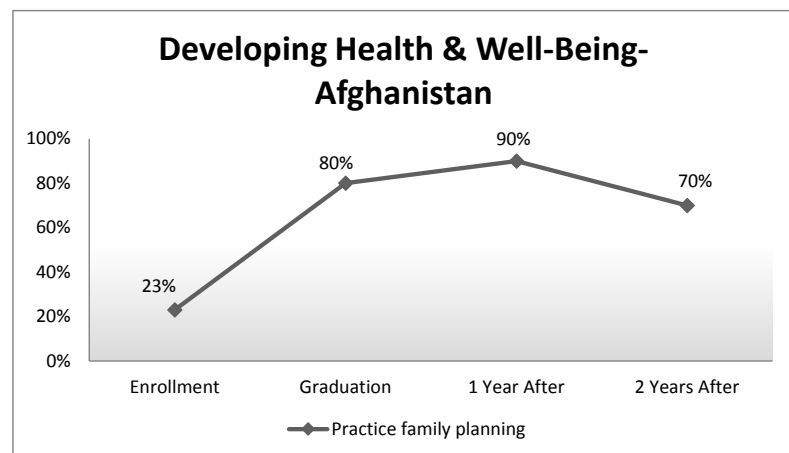 Developing Health & Well-Being-
Afghanistan
100%
80%
60%
40%
20%
0%
23%
80%
90%
70%
Enrollment
Graduation
1 Year After
2 Years After
Practice family planning